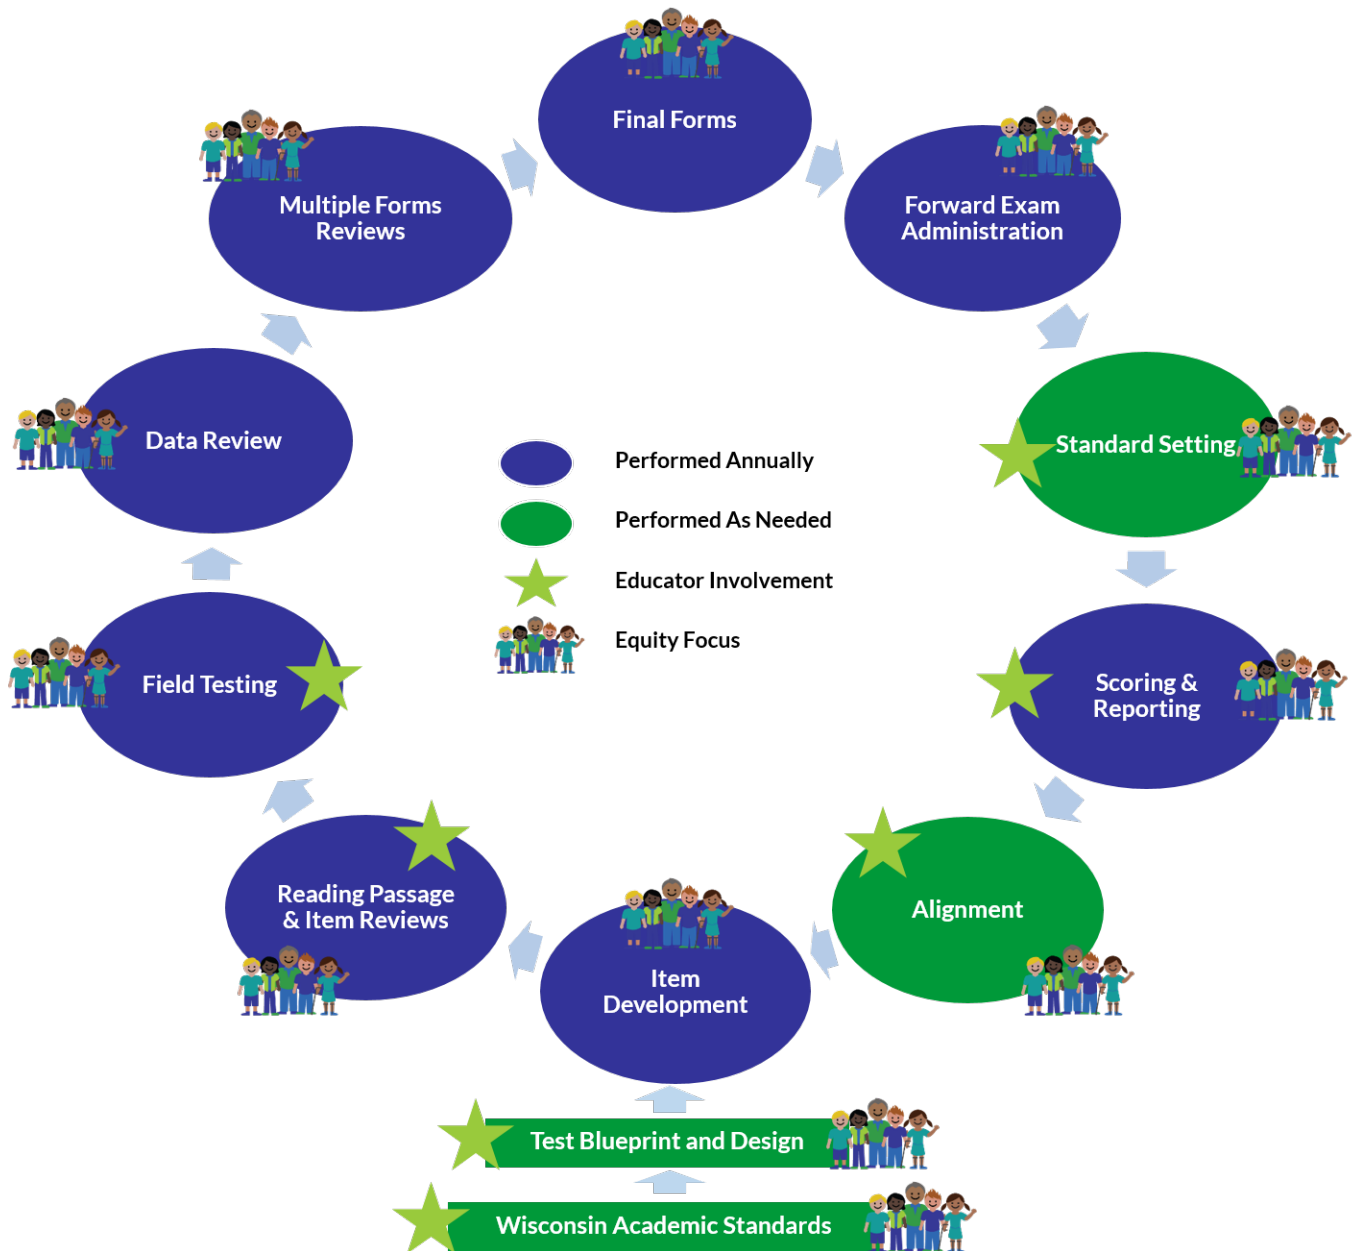 Final Forms
Multiple Forms
Reviews
Forward Exam
Administration
Data Review
Standard Setting
Performed Annually
Performed As Needed
Educator Involvement
Equity Focus
Field Testing
Scoring &
Reporting
Reading Passage
& Item Reviews
Alignment
Item
Development
Test Blueprint and Design
Wisconsin Academic Standards